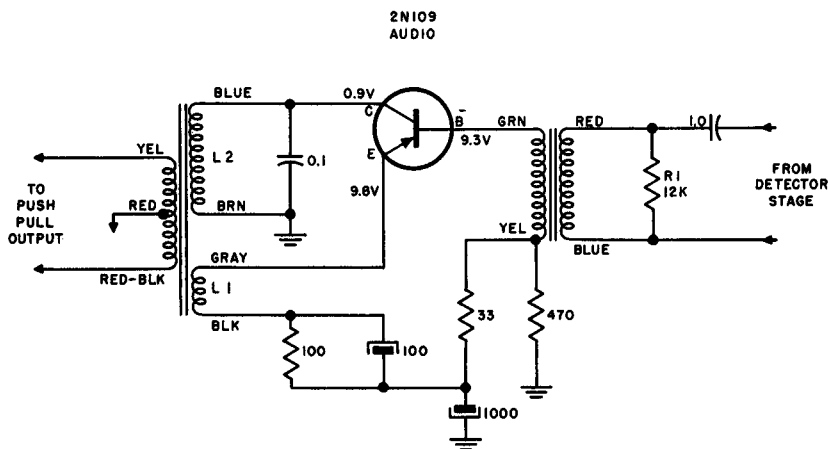 2N109
AUDIO
BLUE
0.9V
C
B
9.3V
GRN
RED
1.0
YEL
L2
0.1
E
9.8V
R1
12K
FROM
DETECTOR
STAGE
TO
PUSH
PULL
OUTPUT
RED
BRN
YEL
BLUE
GRAY
RED-BLK
L1
BLK
33
470
100
100
1000